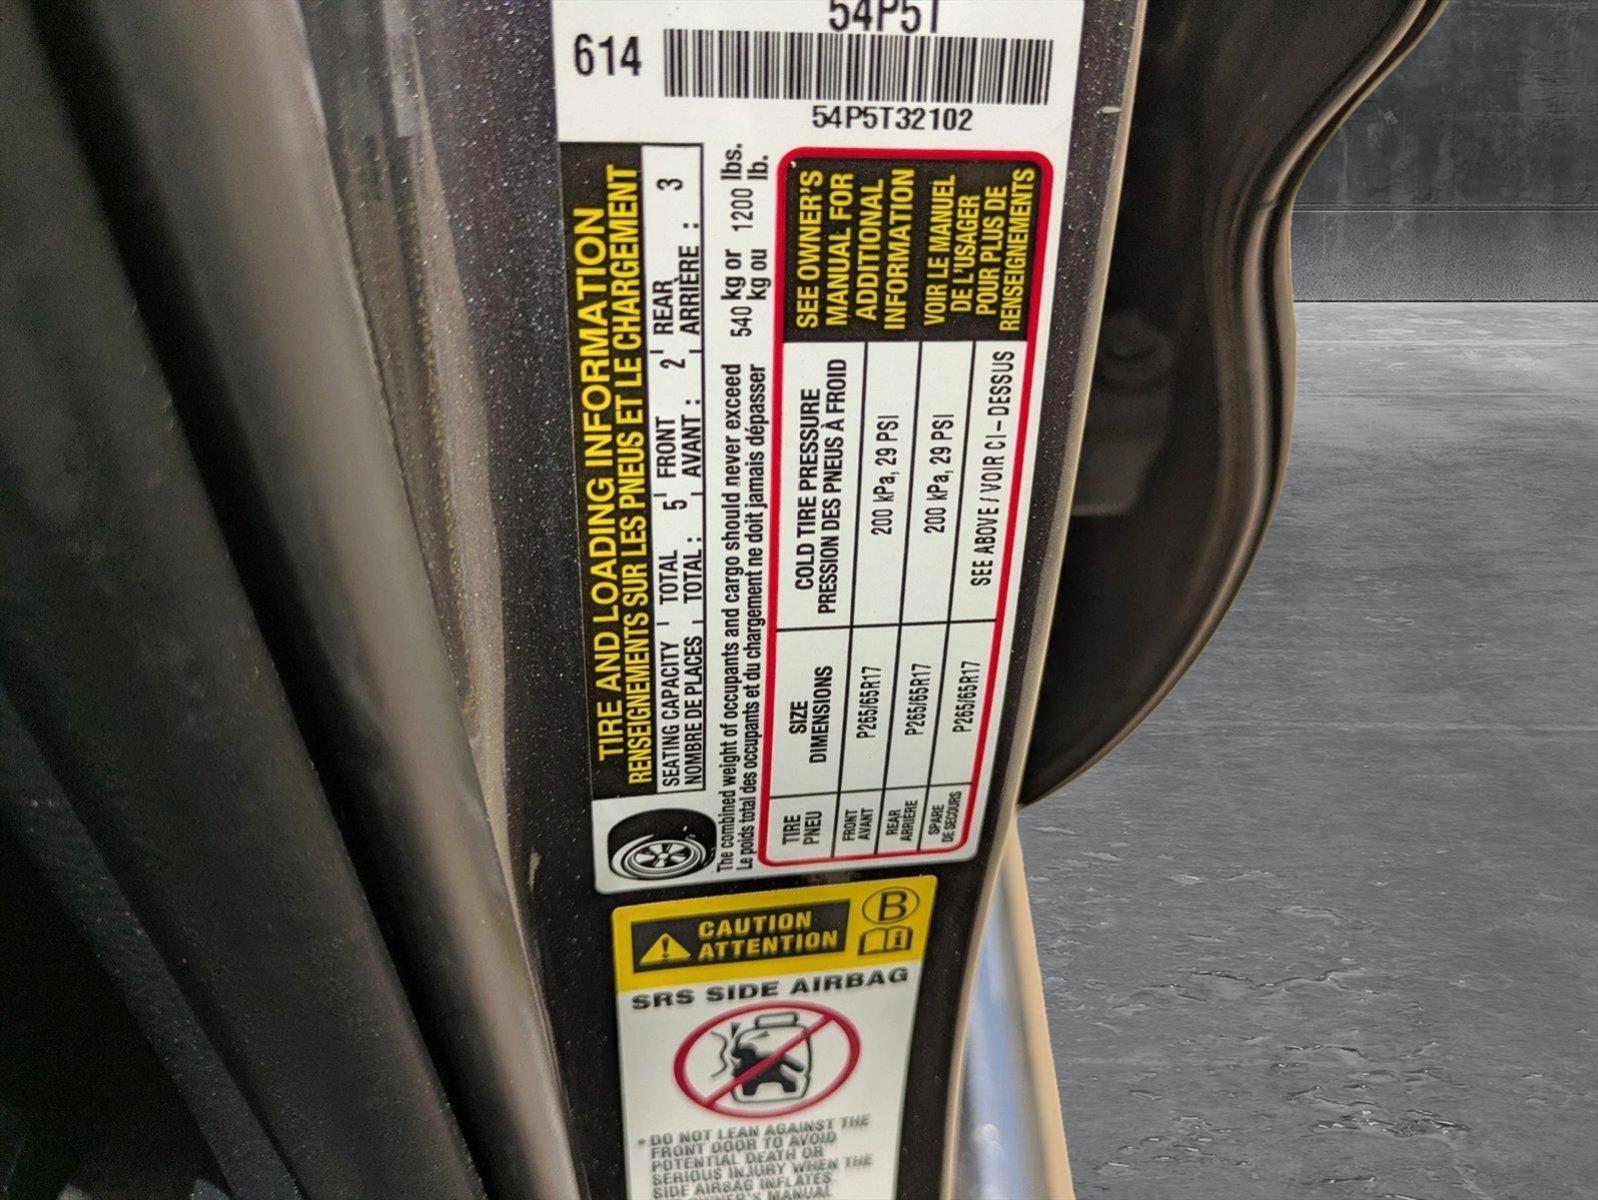 54P5T
614
54P5T32102
TIRE AND LOADING INFORMATION
RENSEIGNEMENTS SUR LES PNEUS ET LE CHARGEMENT
SEATING CAPACITY TOTAL 5 FRONT 2 REAR 3
NOMBRE DE PLACES TOTAL : AVANT : ARRIÈRE :
The combined weight of occupants and cargo should never exceed 540 kg or 1200 lbs.
Le poids total des occupants et du chargement ne doit jamais dépasser kg ou lb.
TIRE SIZE COLD TIRE PRESSURE
PNEU DIMENSIONS PRESSION DES PNEUS À FROID
FRONT
AVANT
P265/65R17 200 kPa, 29 PSI
REAR
ARRIERE
P265/65R17 200 kPa, 29 PSI
SPARE
DE SECOURS
P265/65R17 SEE ABOVE / VOIR CI-DESSUS
SEE OWNER'S
MANUAL FOR
ADDITIONAL
INFORMATION
VOIR LE MANUEL
DE L'USAGER
POUR PLUS DE
RENSEIGNEMENTS
CAUTION
ATTENTION
B
SRS SIDE AIRBAG
• DO NOT LEAN AGAINST THE
FRONT DOOR TO AVOID
POTENTIAL DEATH OR
SERIOUS INJURY WHEN THE
SIDE AIRBAG INFLATES.
OWNER'S MANUAL